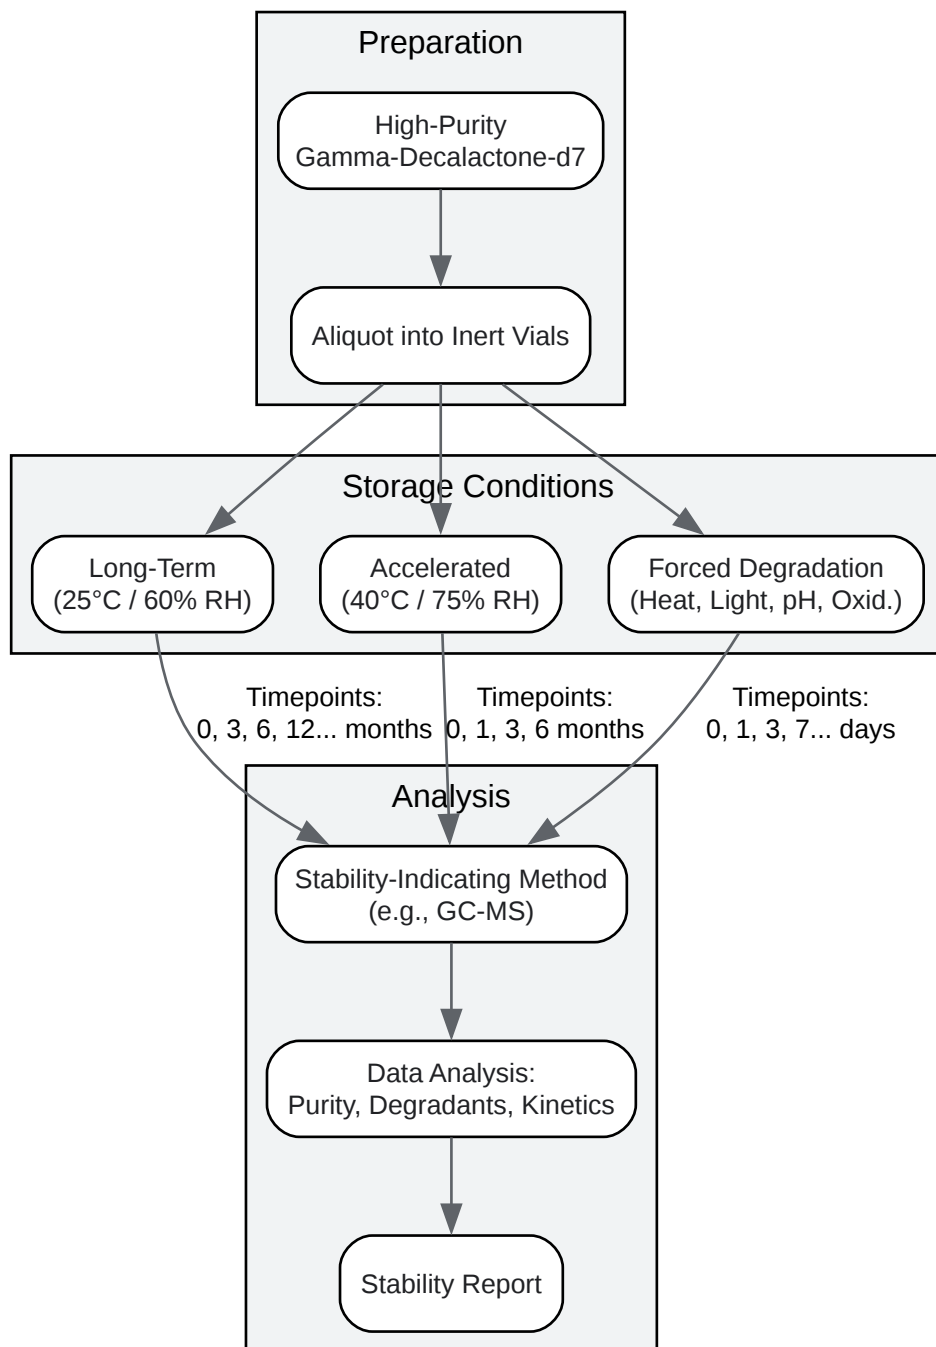 Preparation
High-Purity
Gamma-Decalactone-d7
Aliquot into Inert Vials
Storage Conditions
Long-Term
(25°C / 60% RH)
Accelerated
(40°C / 75% RH)
Forced Degradation
(Heat, Light, pH, Oxid.)
Timepoints:
0, 3, 6, 12... months
Timepoints:
0, 1, 3, 6 months
Timepoints:
0, 1, 3, 7... days
Analysis
Stability-Indicating Method
(e.g., GC-MS)
Data Analysis:
Purity, Degradants, Kinetics
Stability Report